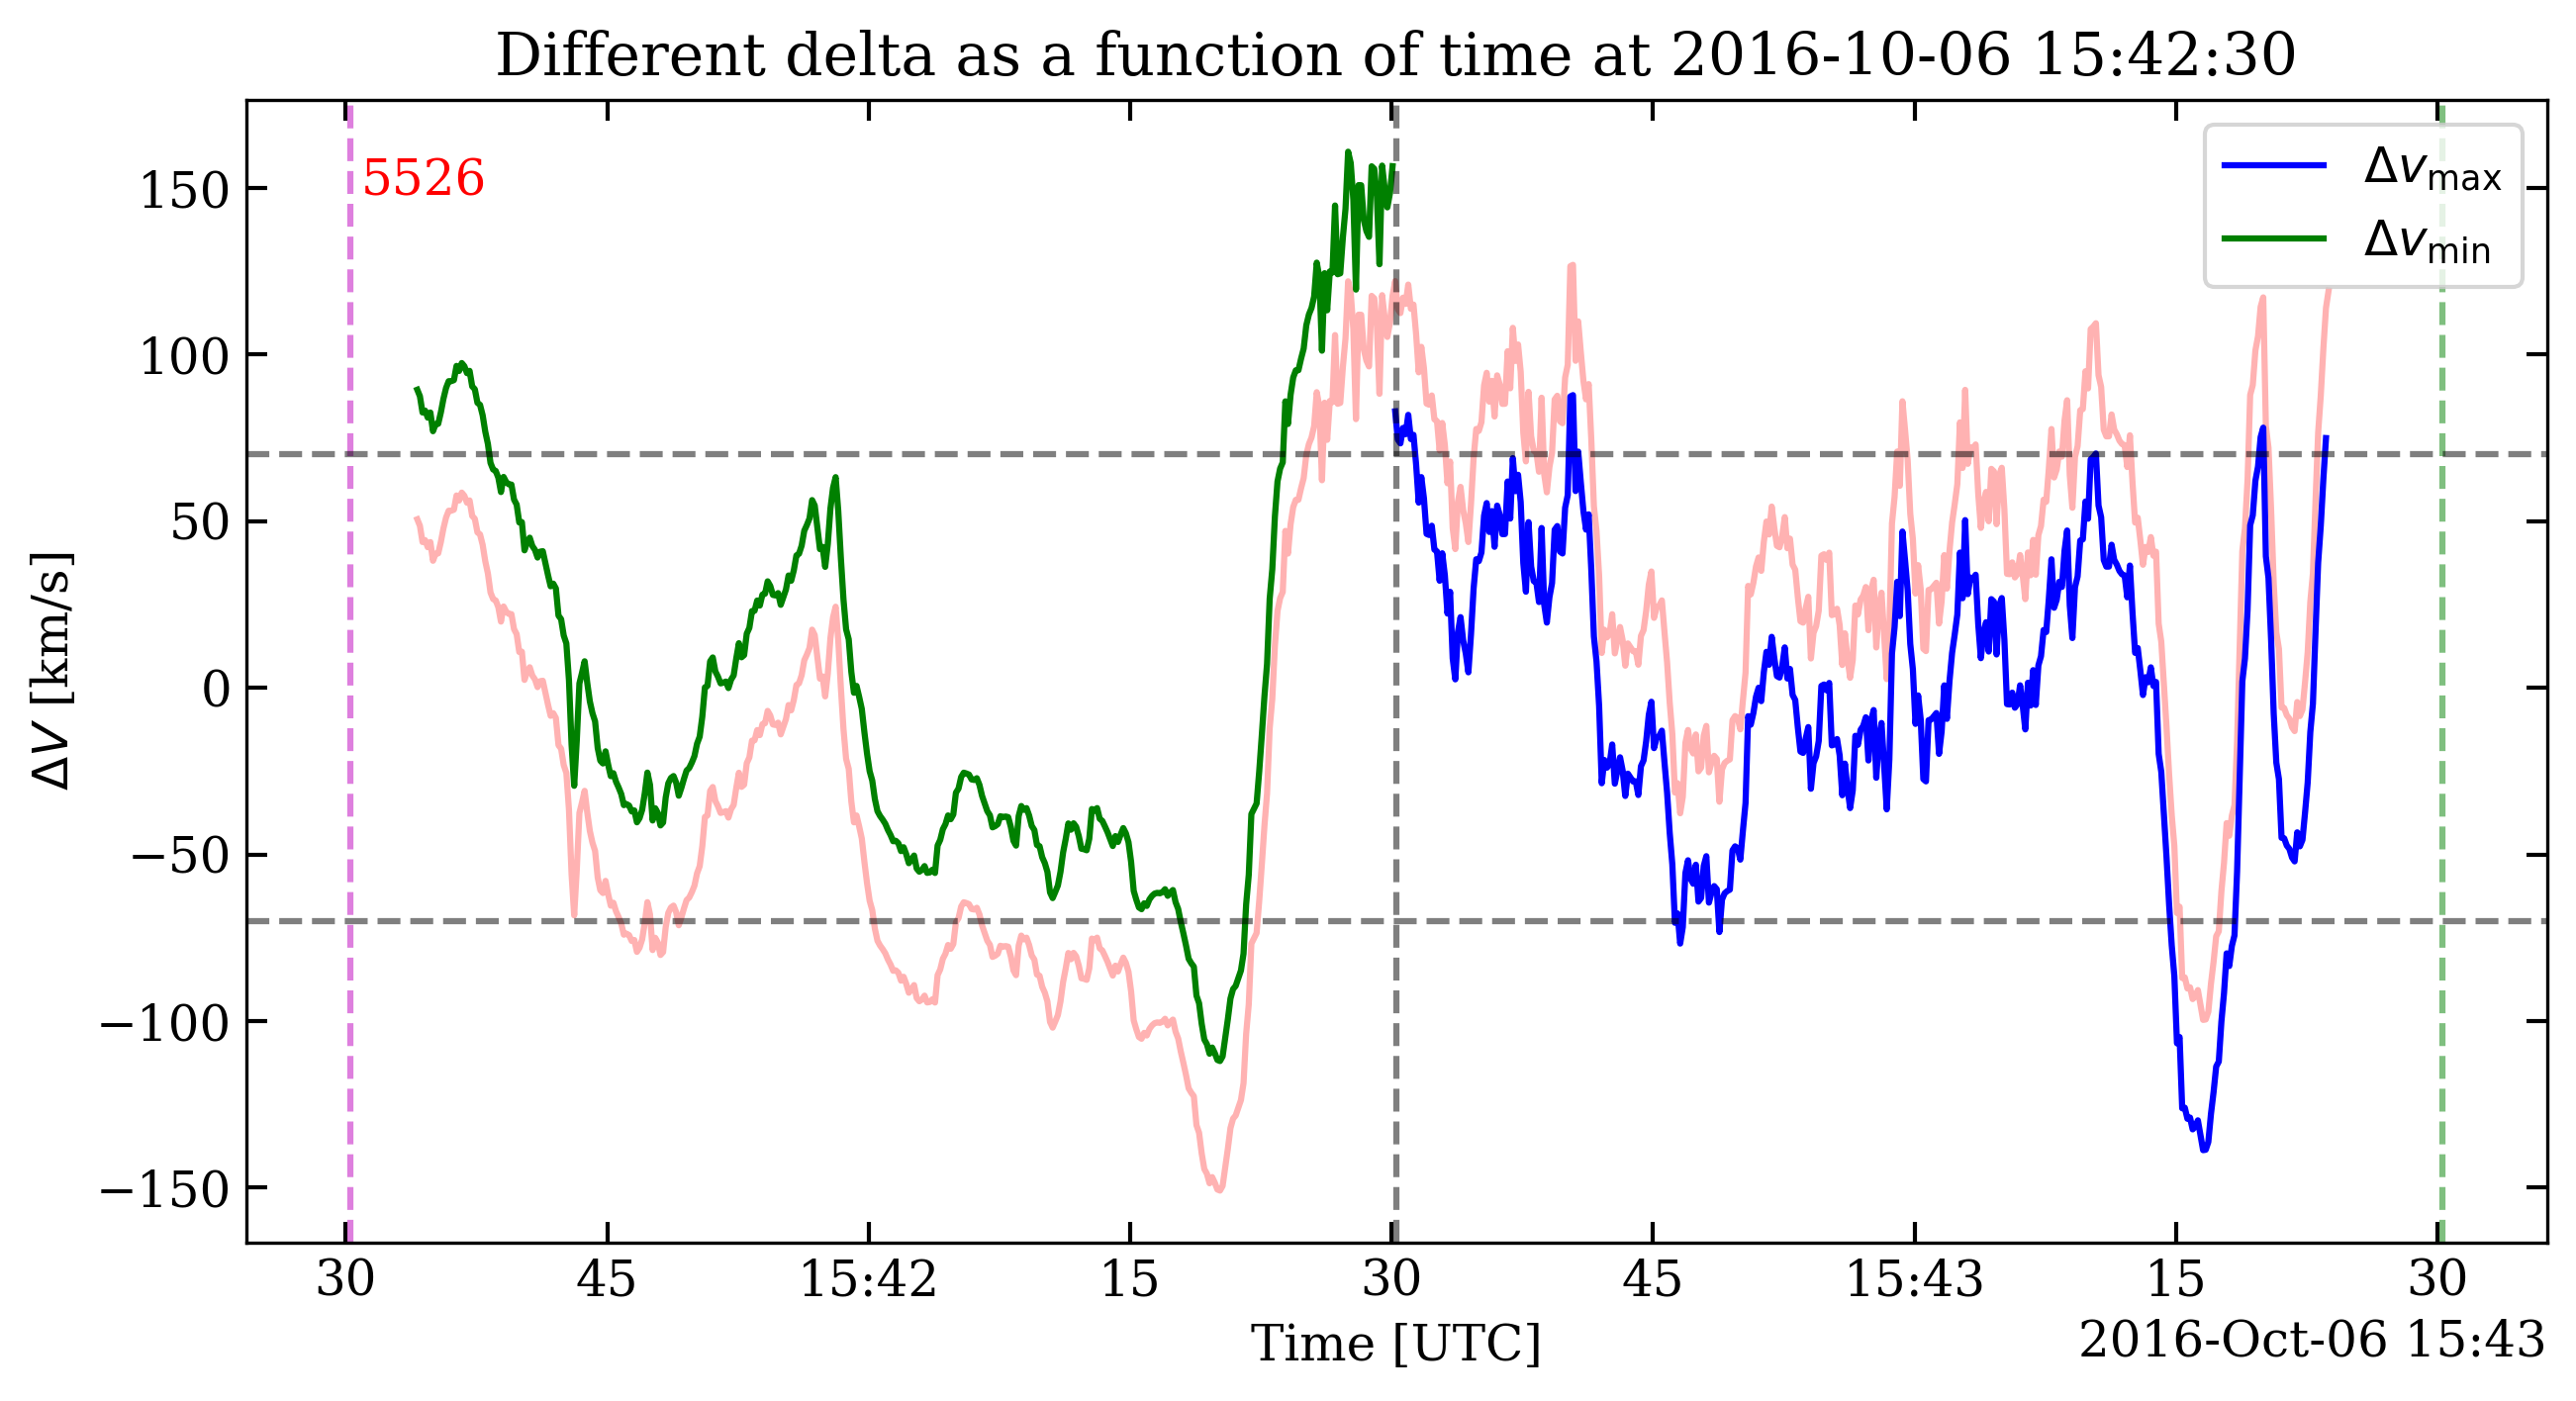 Different delta as a function of time at 2016-10-06 15:42:30
5526
Δv_max
Δv_min
150
100
50
0
−50
−100
−150
ΔV [km/s]
30 45 15:42 15 30 45 15:43 15 30
Time [UTC]
2016-Oct-06 15:43